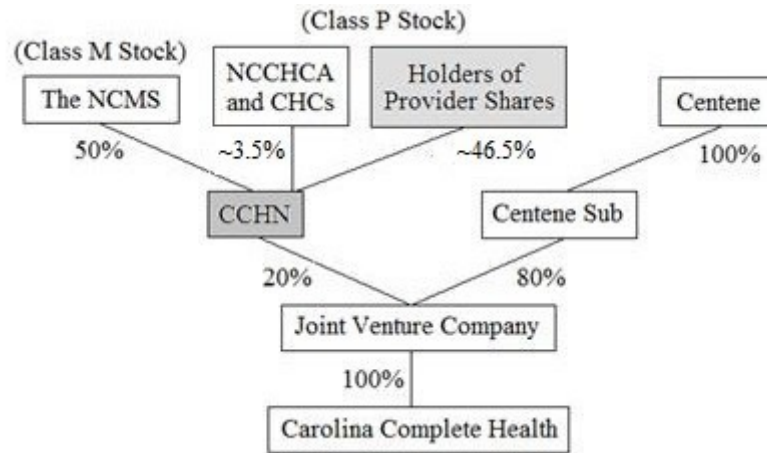 (Class P Stock)
(Class M Stock)
The NCMS
NCCHCA
and CHCs
Holders of
Provider Shares
Centene
50%
~3.5%
~46.5%
100%
CCHN
Centene Sub
20%
80%
Joint Venture Company
100%
Carolina Complete Health